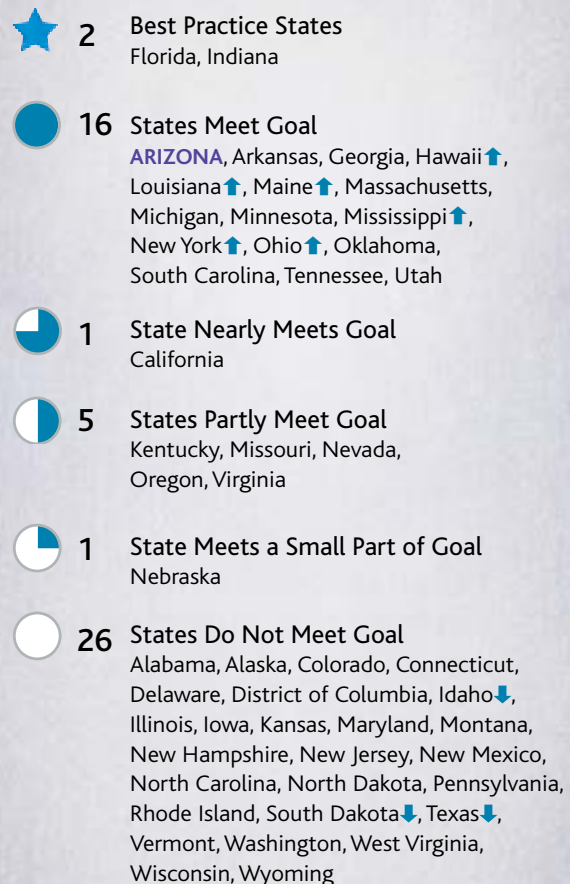 2 Best Practice States
Florida, Indiana
16 States Meet Goal
ARIZONA, Arkansas, Georgia, Hawaii⬆,
Louisiana⬆, Maine⬆, Massachusetts,
Michigan, Minnesota, Mississippi⬆,
New York⬆, Ohio⬆, Oklahoma,
South Carolina, Tennessee, Utah
1 State Nearly Meets Goal
California
5 States Partly Meet Goal
Kentucky, Missouri, Nevada,
Oregon, Virginia
1 State Meets a Small Part of Goal
Nebraska
26 States Do Not Meet Goal
Alabama, Alaska, Colorado, Connecticut,
Delaware, District of Columbia, Idaho⬇,
Illinois, Iowa, Kansas, Maryland, Montana,
New Hampshire, New Jersey, New Mexico,
North Carolina, North Dakota, Pennsylvania,
Rhode Island, South Dakota⬇, Texas⬇,
Vermont, Washington, West Virginia,
Wisconsin, Wyoming